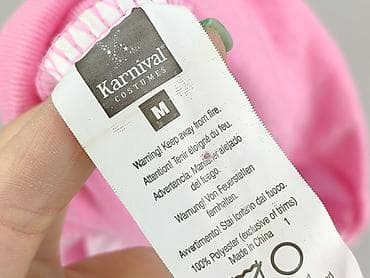 Karnival
COSTUMES
M
Warning! Keep away from fire.
Attention! Tenir éloigné du feu.
Advertencia. Mantener alejado
del fuego.
Warnung! Von Feuerstellen
fernhalten.
Avvertimento! Stai lontano dal fuoco.
100% Polyester (exclusive of trims)
Made in China 1